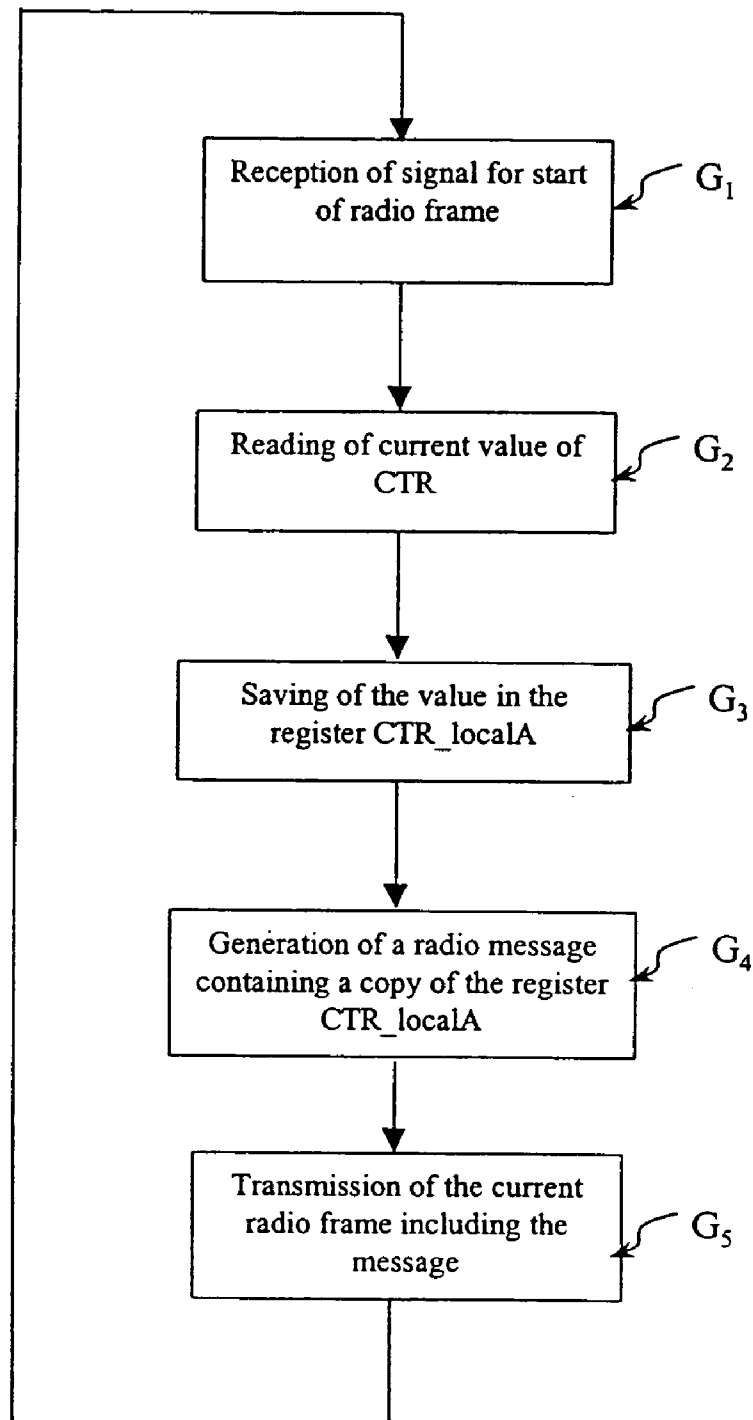 Reception of signal for start
of radio frame
G1
Reading of current value of
CTR
G2
Saving of the value in the
register CTR_localA
G3
Generation of a radio message
containing a copy of the register
CTR_localA
G4
Transmission of the current
radio frame including the
message
G5